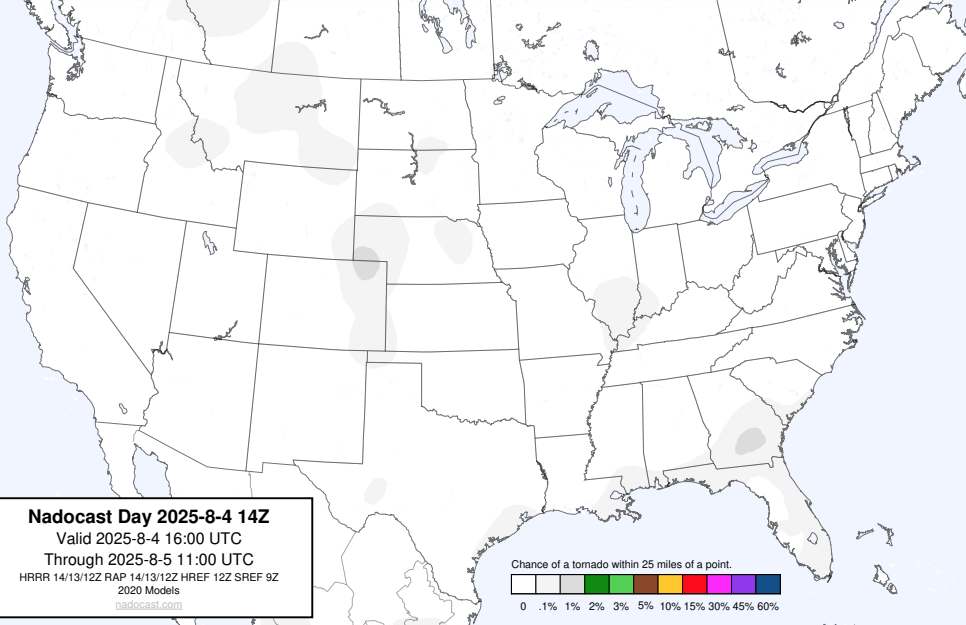 Nadocast Day 2025-8-4 14Z
Valid 2025-8-4 16:00 UTC
Through 2025-8-5 11:00 UTC
HRRR 14/13/12Z RAP 14/13/12Z HREF 12Z SREF 9Z
2020 Models
nadocast.com
Chance of a tornado within 25 miles of a point.
0 .1% 1% 2% 3% 5% 10% 15% 30% 45% 60%